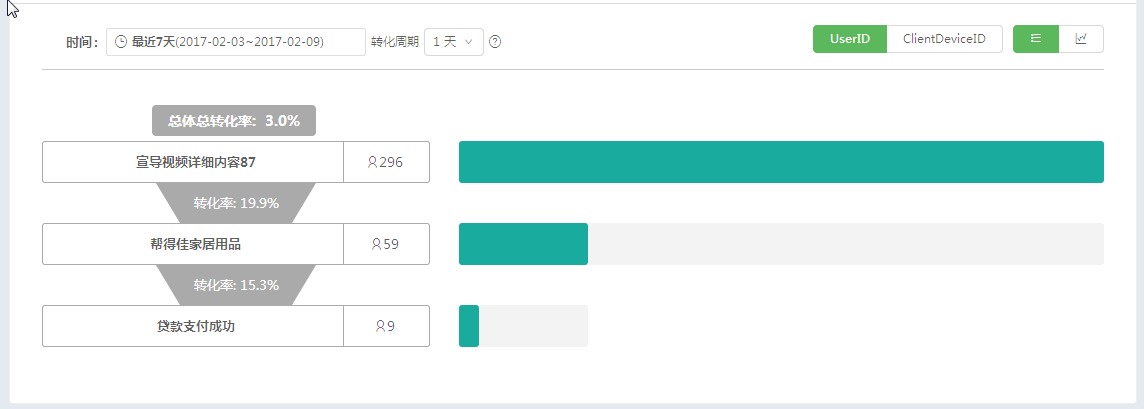 时间： 最近7天(2017-02-03~2017-02-09) 转化周期 1 天 UserID ClientDeviceID
总体总转化率: 3.0%
宣导视频详细内容87 296
转化率: 19.9%
帮得佳家居用品 59
转化率: 15.3%
贷款支付成功 9